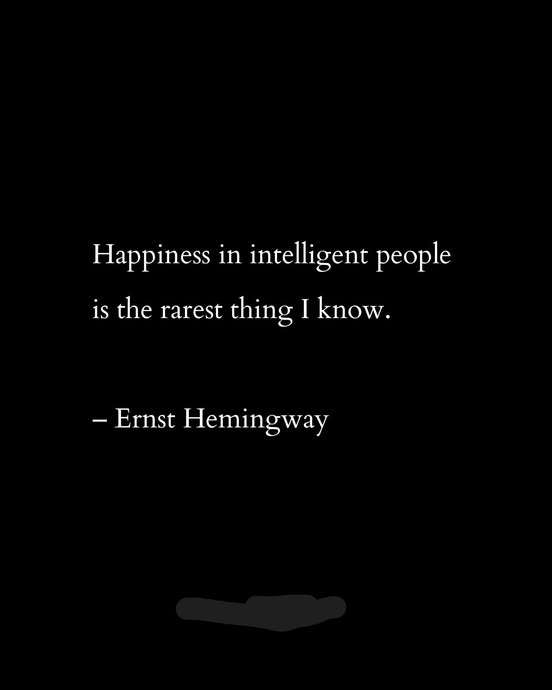 Happiness in intelligent people
is the rarest thing I know.
– Ernst Hemingway